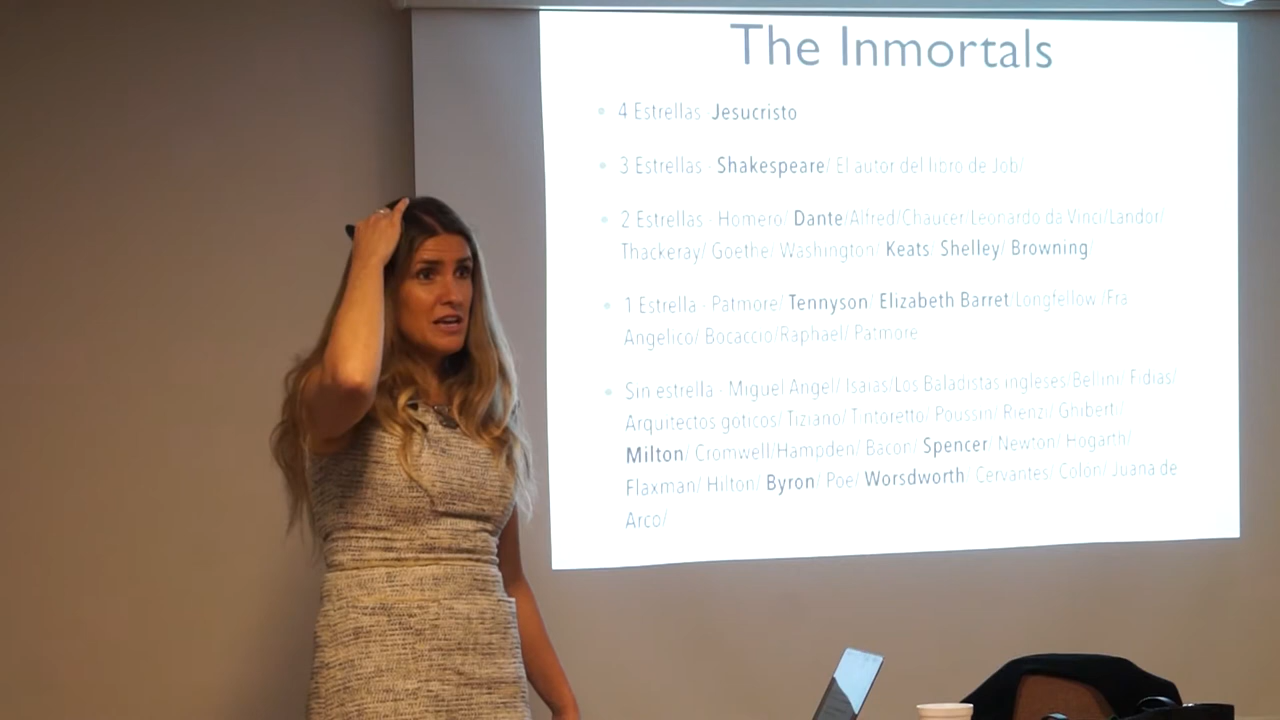 The Inmortals
4 Estrellas Jesucristo
3 Estrellas - Shakespeare/ El autor del libro de Job/
2 Estrellas - Homero/ Dante/Alfred/Chaucer/Leonardo da Vinci/Landor/
Thackeray/ Goethe/ Washington/ Keats/ Shelley/ Browning/
1 Estrella - Patmore/ Tennyson/ Elizabeth Barret/Longfellow /Fra
Angelico/ Bocaccio/Raphael/ Patmore
Sin estrella - Miguel Angel/ Isaias/Los Baladistas ingleses/Bellini/ Fidias/
Arquitectos goticos/ Tiziano/ Tintoretto/ Poussin/ Rienzi/ Ghiberti/
Milton/ Cromwell/Hampden/ Bacon/ Spencer/ Newton/ Hogarth/
Flaxman/ Hilton/ Byron/ Poe/ Worsdworth/ Cervantes/ Colon/ Juana de
Arco/